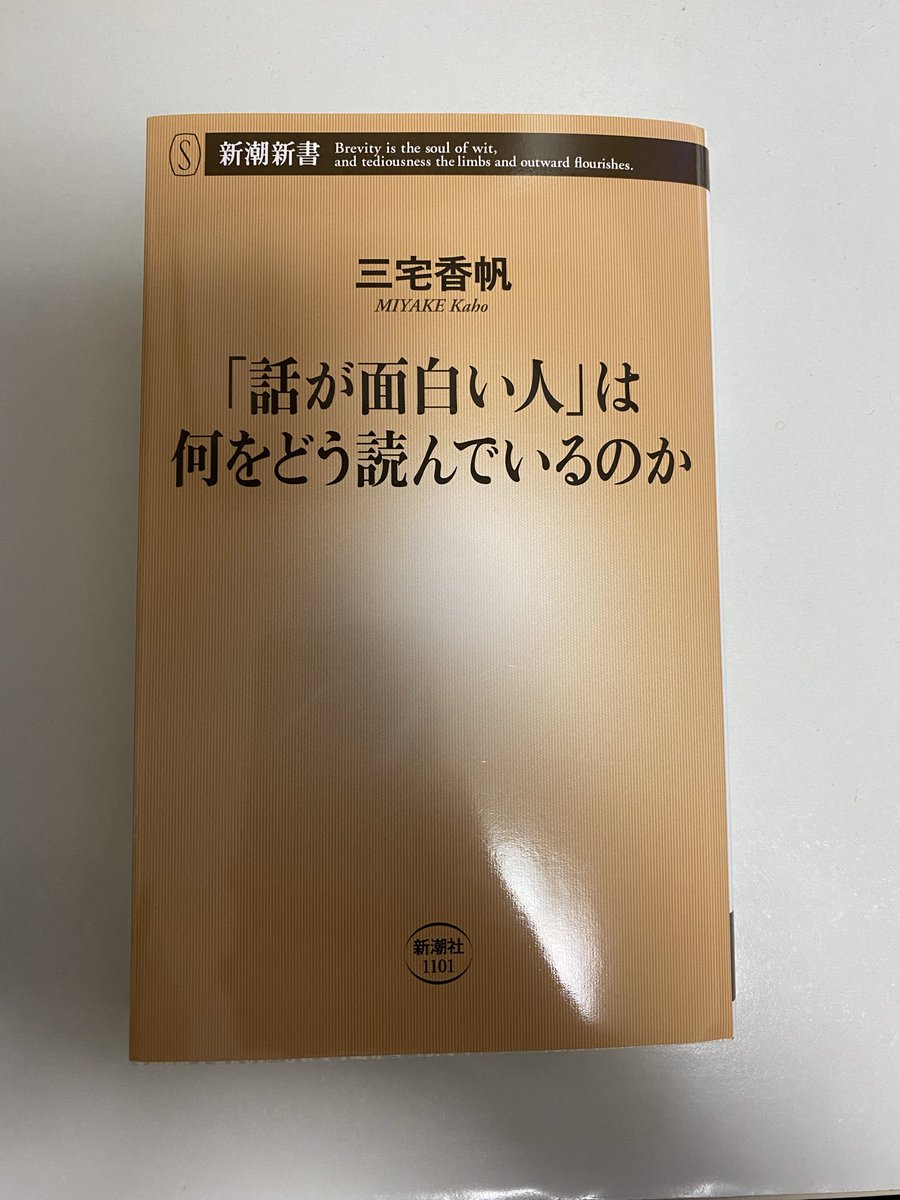 S
新潮新書
Brevity is the soul of wit,
and tediousness the limbs and outward flourishes.
三宅香帆
MIYAKE Kaho
「話が面白い人」は
何をどう読んでいるのか
新潮社
1101